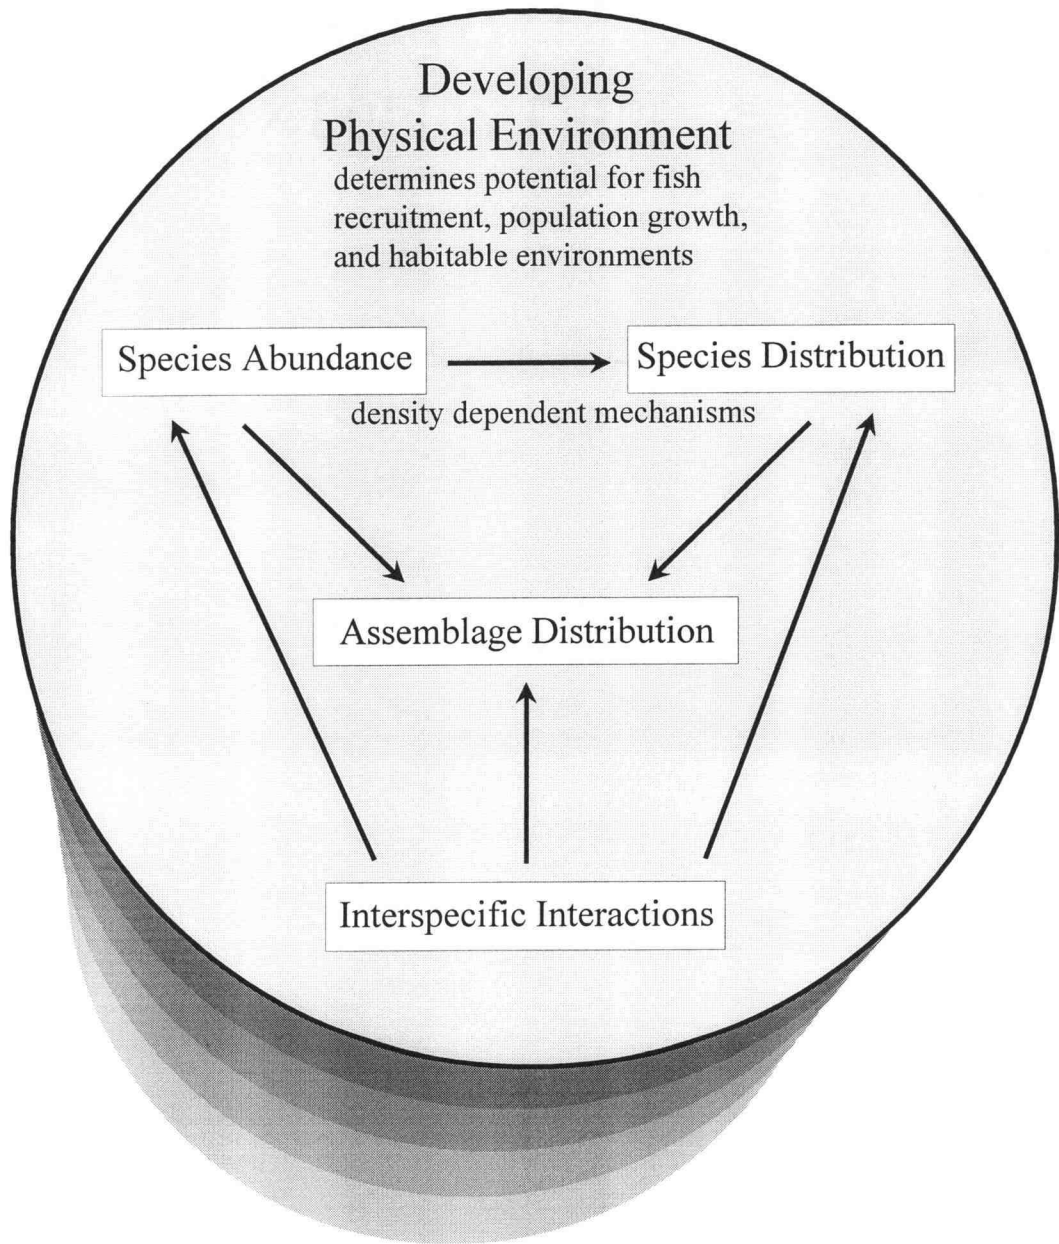 Developing
Physical Environment
determines potential for fish
recruitment, population growth,
and habitable environments
Species Abundance
Species Distribution
density dependent mechanisms
Assemblage Distribution
Interspecific Interactions